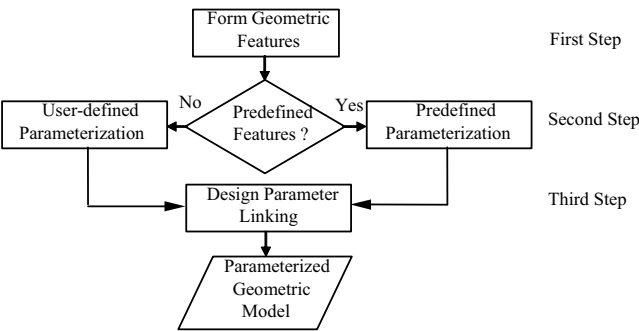 Form Geometric
Features
First Step
No
Yes
User-defined
Parameterization
Predefined
Features ?
Predefined
Parameterization
Second Step
Design Parameter
Linking
Third Step
Parameterized
Geometric
Model